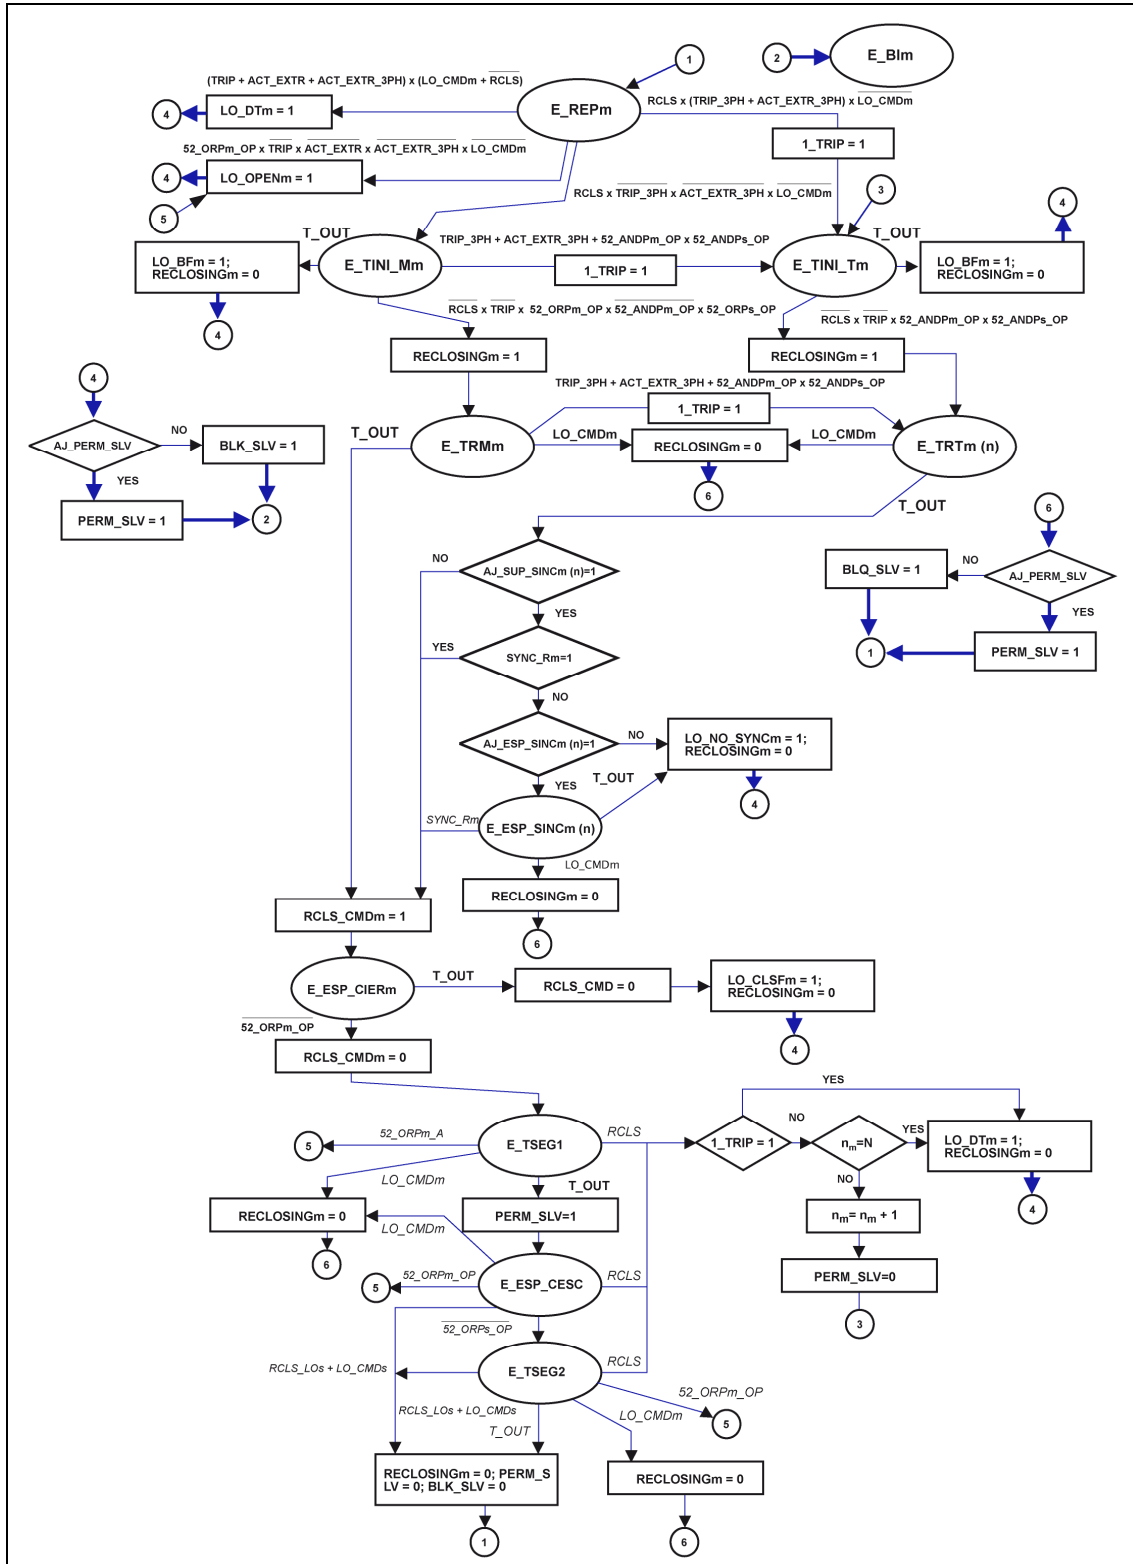 1
2
E_BIm
(TRIP + ACT_EXTR + ACT_EXTR_3PH) x (LO_CMDm + RCLS)
4
LO_DTm = 1
E_REPm
RCLS x (TRIP_3PH + ACT_EXTR_3PH) x LO_CMDm
1_TRIP = 1
52_ORPm_OP x TRIP x ACT_EXTR x ACT_EXTR_3PH x LO_CMDm
4
LO_OPENm = 1
RCLS x TRIP_3PH x ACT_EXTR_3PH x LO_CMDm
3
4
5
T_OUT
T_OUT
LO_BFm = 1;
RECLOSINGm = 0
E_TINI_Mm
TRIP_3PH + ACT_EXTR_3PH + 52_ANDPm_OP x 52_ANDPs_OP
1_TRIP = 1
E_TINI_Tm
LO_BFm = 1;
RECLOSINGm = 0
4
RCLS x TRIP x 52_ORPm_OP x 52_ANDPm_OP x 52_ORPs_OP
RCLS x TRIP x 52_ANDPm_OP x 52_ANDPs_OP
RECLOSINGm = 1
RECLOSINGm = 1
4
TRIP_3PH + ACT_EXTR_3PH + 52_ANDPm_OP x 52_ANDPs_OP
1_TRIP = 1
AJ_PERM_SLV
NO
BLK_SLV = 1
T_OUT
E_TRMm
LO_CMDm
RECLOSINGm = 0
LO_CMDm
E_TRTm (n)
YES
6
PERM_SLV = 1
2
T_OUT
6
NO
AJ_SUP_SINCm (n)=1
BLQ_SLV = 1
NO
AJ_PERM_SLV
YES
YES
YES
SYNC_Rm=1
1
PERM_SLV = 1
NO
AJ_ESP_SINCm (n)=1
NO
LO_NO_SYNCm = 1;
RECLOSINGm = 0
T_OUT
YES
4
SYNC_Rm
E_ESP_SINCm (n)
LO_CMDm
RECLOSINGm = 0
RCLS_CMDm = 1
6
E_ESP_CIERm
T_OUT
RCLS_CMD = 0
LO_CLSFm = 1;
RECLOSINGm = 0
52_ORPm_OP
4
RCLS_CMDm = 0
YES
52_ORPm_A
5
E_TSEG1
RCLS
1_TRIP = 1
NO
nm=N
YES
LO_DTm = 1;
RECLOSINGm = 0
LO_CMDm
T_OUT
NO
4
RECLOSINGm = 0
PERM_SLV=1
nm= nm + 1
LO_CMDm
6
52_ORPm_OP
5
E_ESP_CESC
RCLS
PERM_SLV=0
52_ORPs_OP
3
RCLS_LOs + LO_CMDs
E_TSEG2
RCLS
52_ORPm_OP
5
RCLS_LOs + LO_CMDs
LO_CMDm
T_OUT
RECLOSINGm = 0; PERM_S
LV = 0; BLK_SLV = 0
RECLOSINGm = 0
1
6